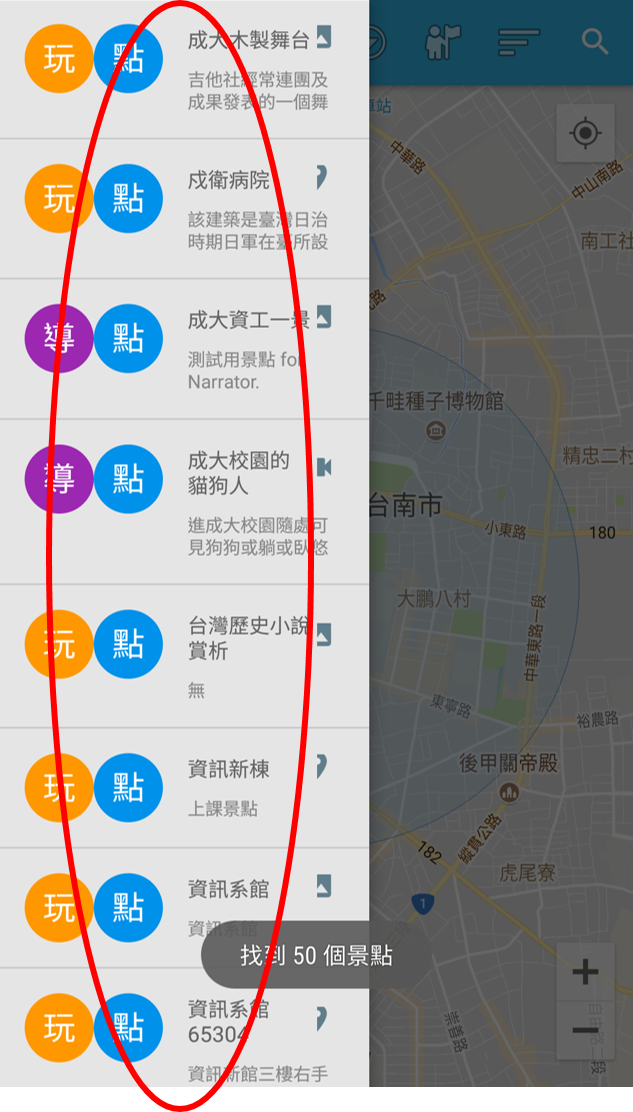 玩 點
成大木製舞台
吉他社經常連團及
成果發表的一個舞
玩 點
戍衛病院
該建築是臺灣日治
時期日軍在臺所設
導 點
成大資工一景
測試用景點 for
Narrator.
導 點
成大校園的
貓狗人
進成大校園隨處可
見狗狗或躺或臥悠
玩 點
台灣歷史小說
賞析
無
玩 點
資訊新棟
上課景點
玩 點
資訊系館
資訊系館
找到 50 個景點
玩 點
資訊系館
65304
資訊新館三樓右手
車站
中華路
中山南路
南工社
北路
千畦種子博物館
精忠二村
台南市
小東路
180
大鵬八村
中華東路一段
東寧路
裕農路
後甲關帝殿
182
縱貫公路
虎尾寮
1
+
崇善路
−